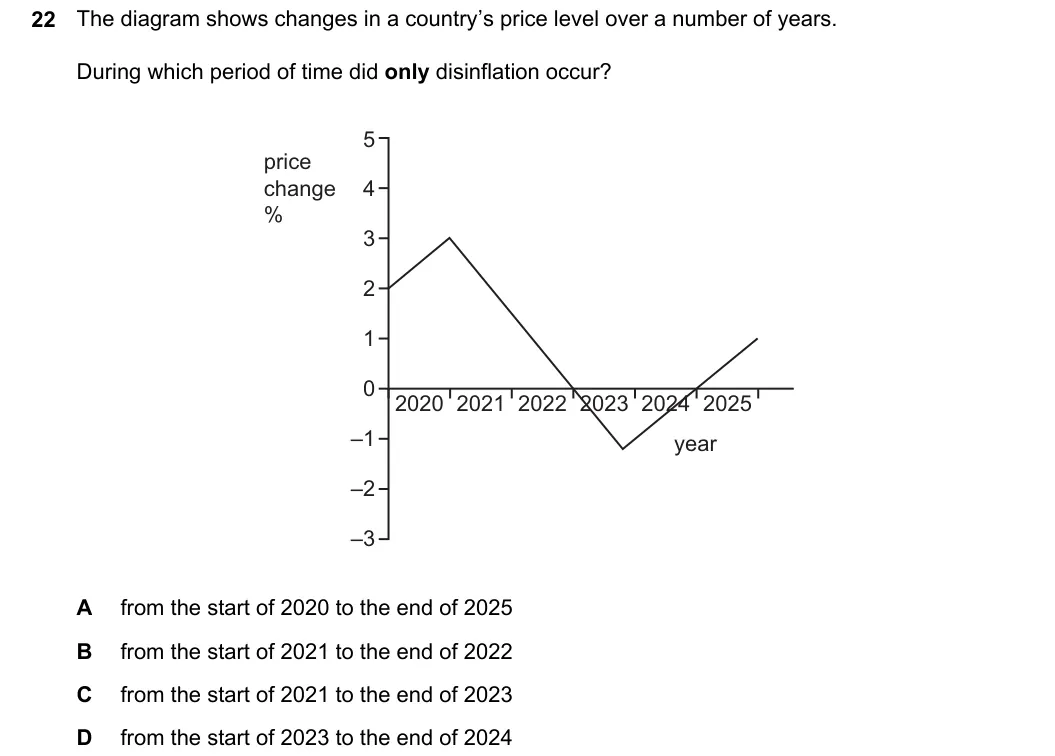 22 The diagram shows changes in a country’s price level over a number of years.
During which period of time did only disinflation occur?
5
price
change
%
4
3
2
1
0
2020 2021 2022 2023 2024 2025
–1
year
–2
–3
A from the start of 2020 to the end of 2025
B from the start of 2021 to the end of 2022
C from the start of 2021 to the end of 2023
D from the start of 2023 to the end of 2024